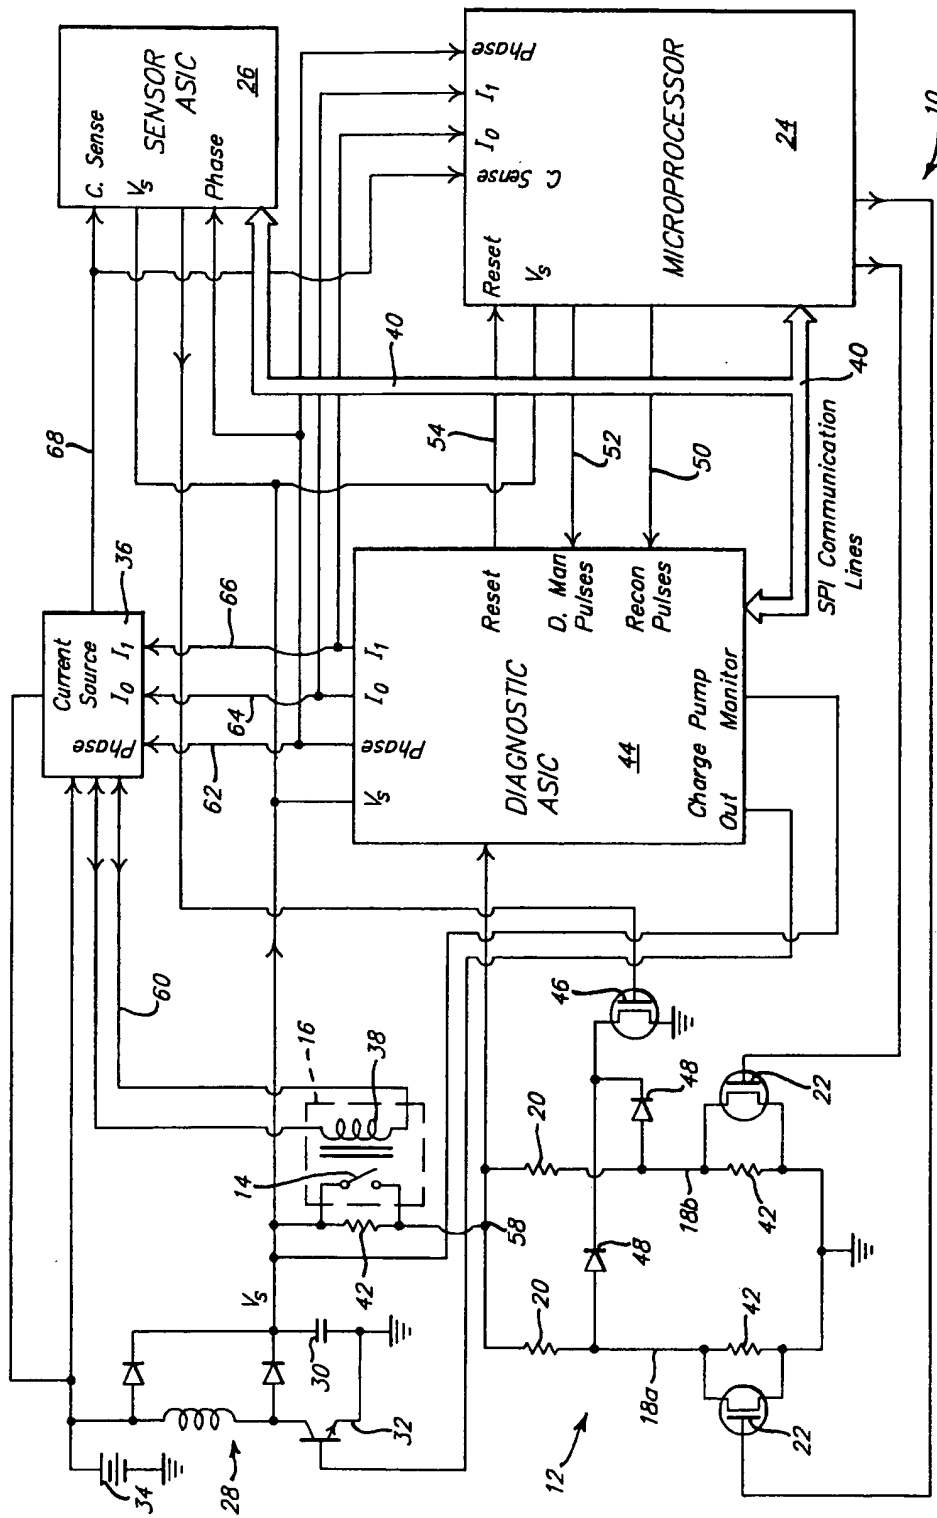 C. Sense
Vs
SENSOR
ASIC
Phase
26
68
Current
Source
Phase
I0
I1
36
62
64
66
60
16
38
14
42
58
Vs
30
32
34
28
40
Phase
I1
I0
C. Sense
Reset
Vs
MICROPROCESSOR
24
10
54
52
50
40
SPI Communication
Lines
Vs
Phase
I0
I1
Reset
D. Man
Pulses
Recon
Pulses
DIAGNOSTIC
ASIC
44
Charge Pump
Out
Monitor
46
48
48
20
20
18a
18b
42
42
22
22
12